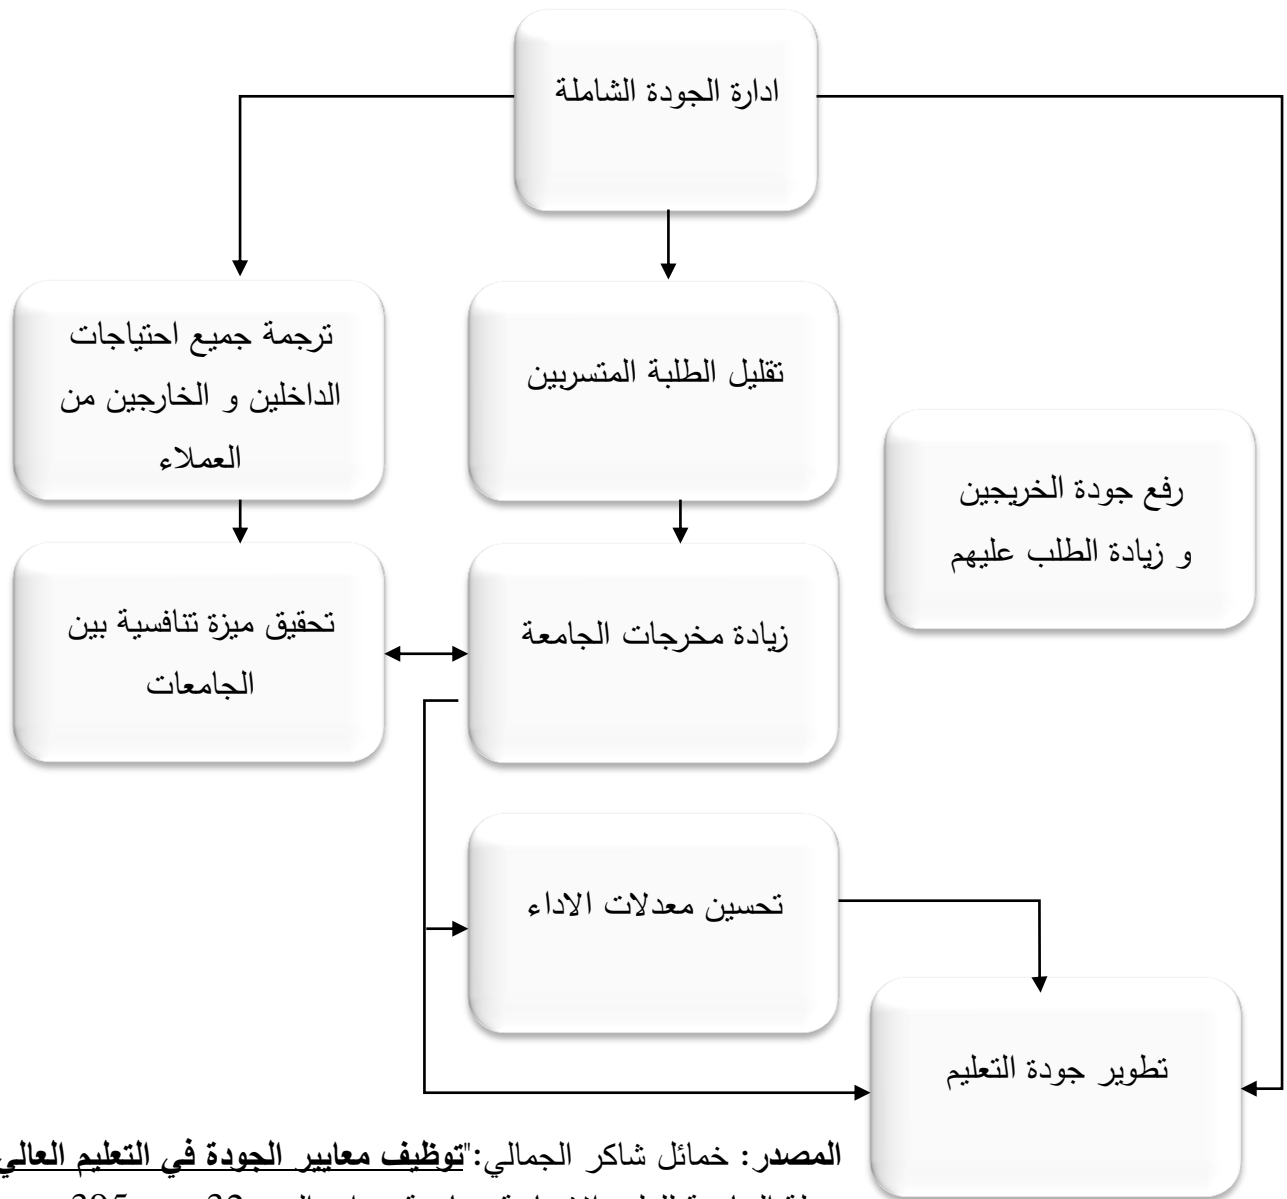 ادارة الجودة الشاملة
ترجمة جميع احتياجات
الداخلين و الخارجين من
العملاء
تقليل الطلبة المتسربين
رفع جودة الخريجين
و زيادة الطلب عليهم
تحقيق ميزة تنافسية بين
الجامعات
زيادة مخرجات الجامعة
تحسين معدلات الاداء
تطوير جودة التعليم
المصدر: خمائل شاكر الجمالي:"توظيف معايير الجودة في التعليم العالي